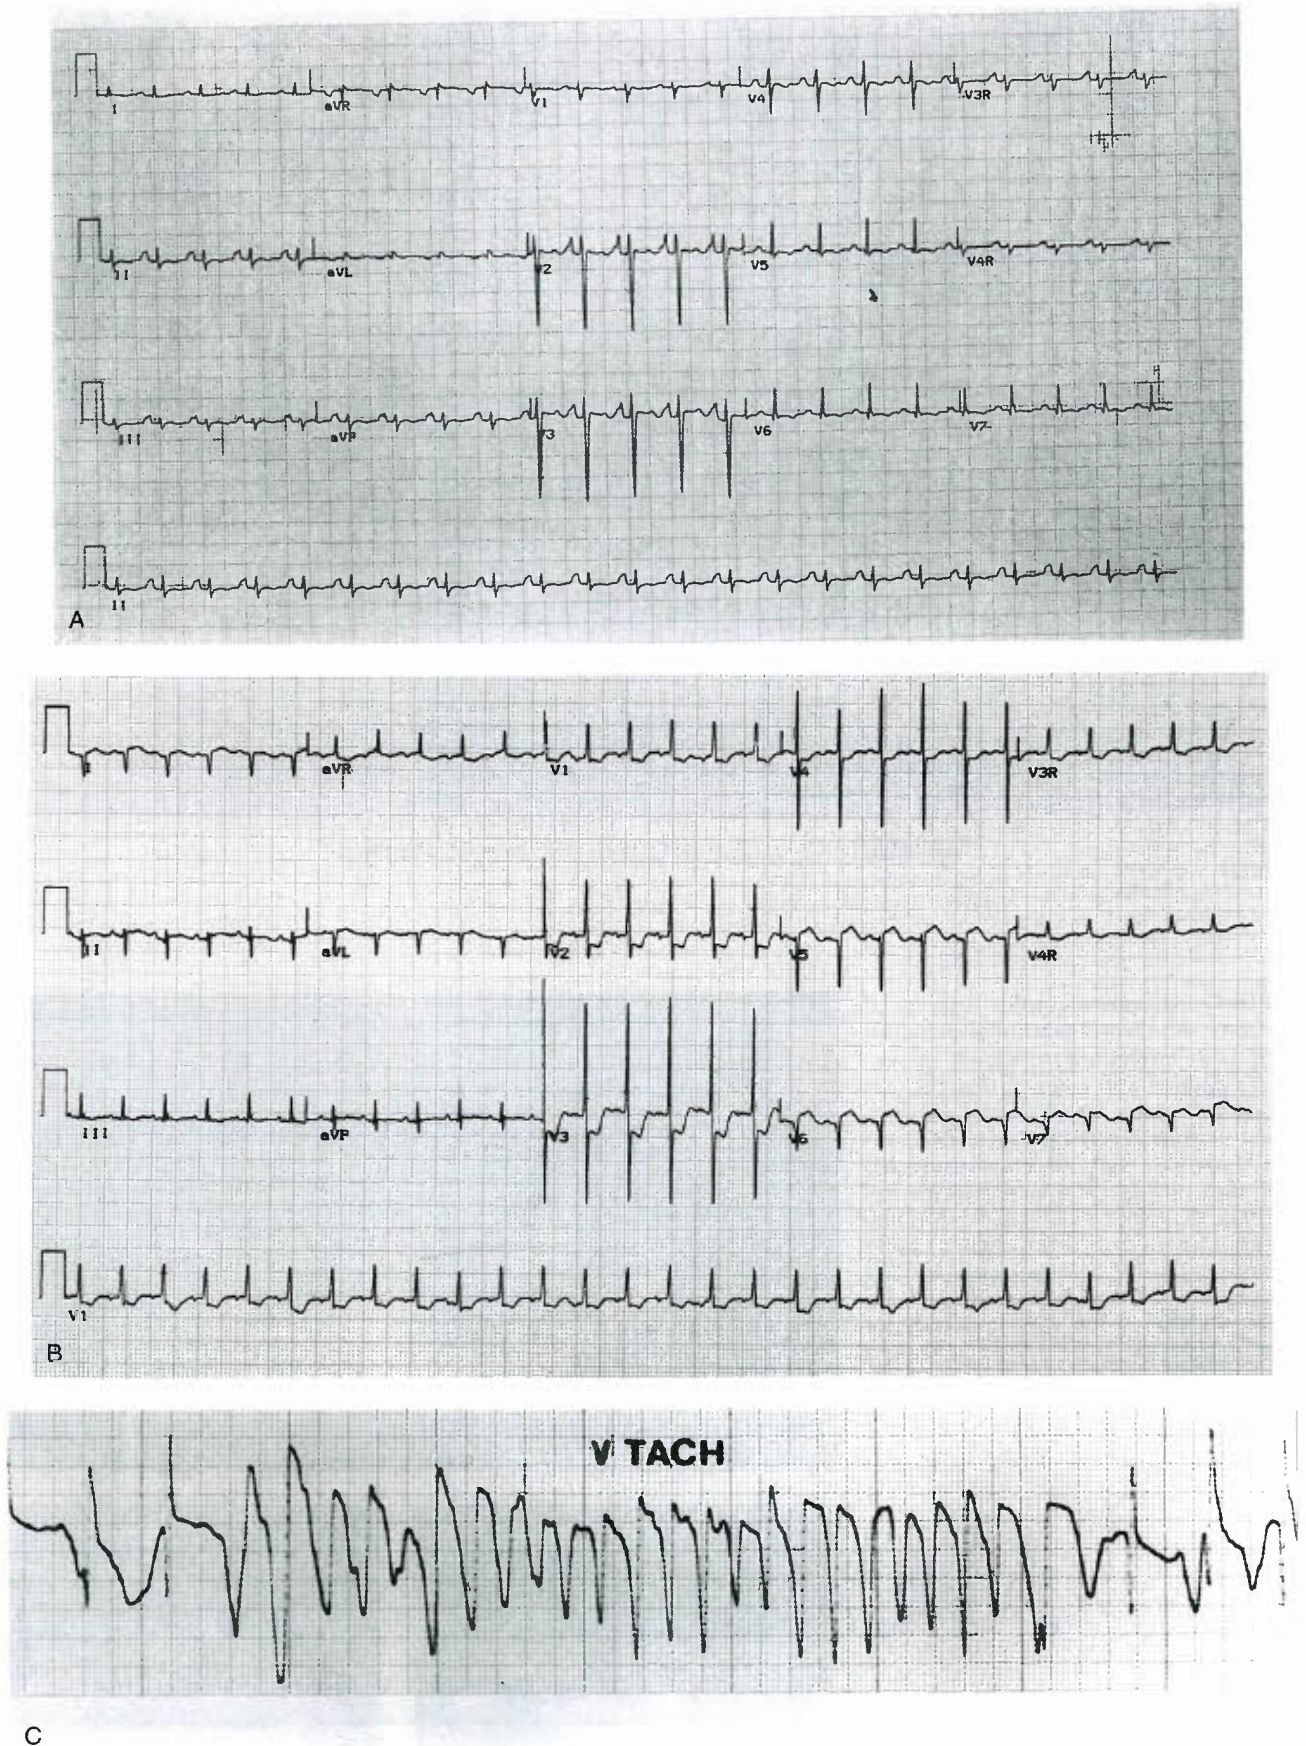 I aVR V1 V4 V3R
II aVL V2 V5 V4R
III aVF V3 V6 V7
II
A
I aVR V1 V4 V3R
II aVL V2 V5 V4R
III aVF V3 V6 V7
V1
B
V TACH
C